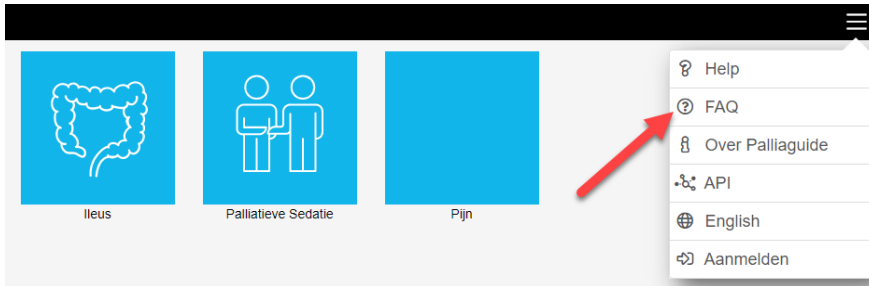 Help
FAQ
Over Palliaguide
API
English
Aanmelden
Ileus
Palliatieve Sedatie
Pijn